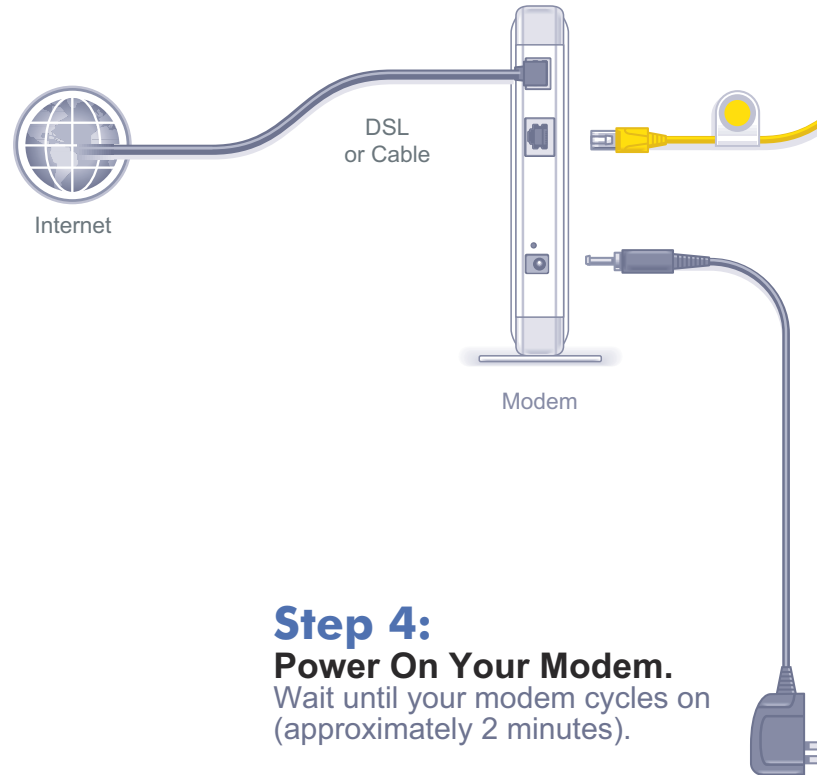 DSL
or Cable
Internet
Modem
Step 4:
Power On Your Modem.
Wait until your modem cycles on
(approximately 2 minutes).